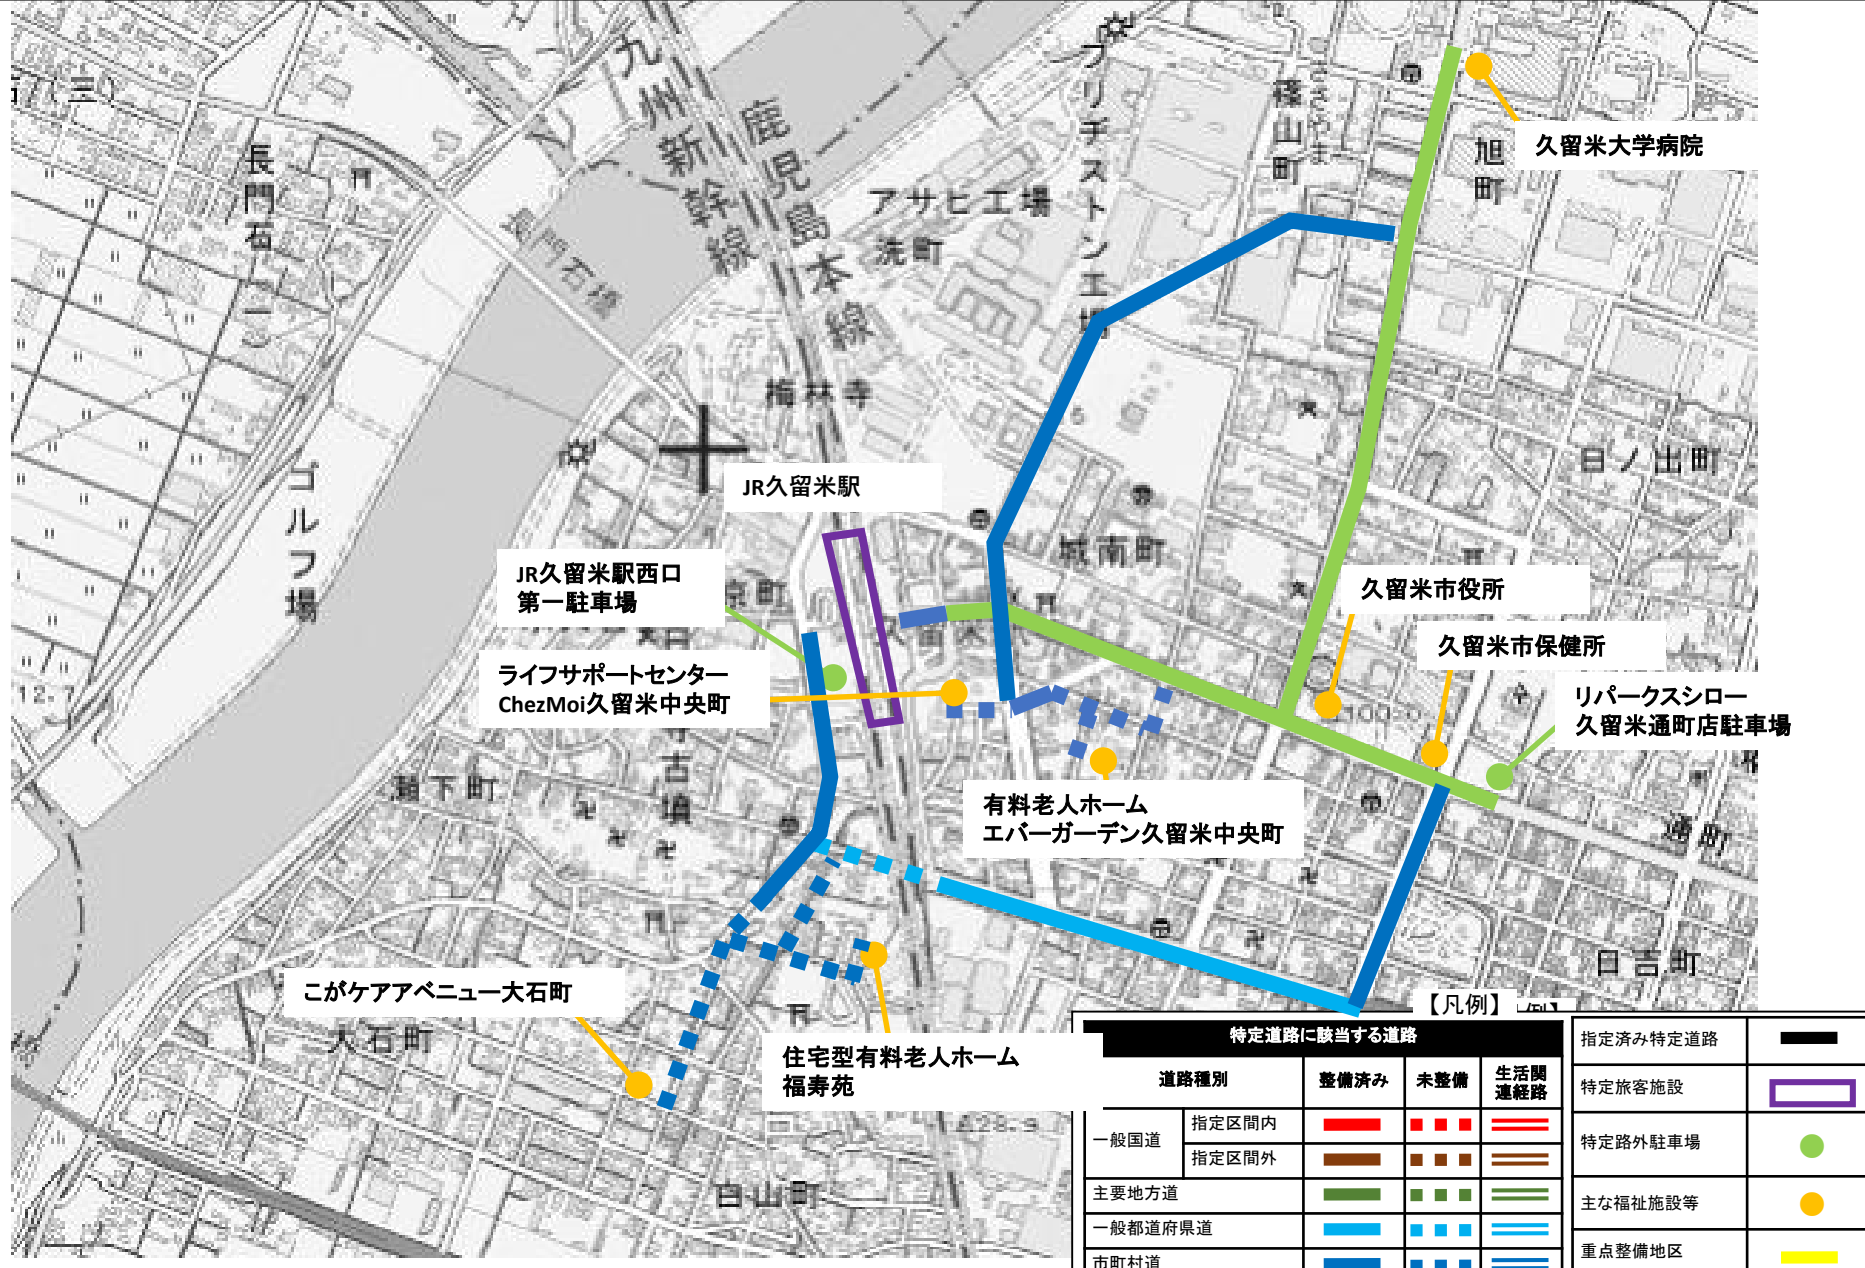 九州新幹線
鹿児島本線
長門石
長門石線
アサヒ工場
洗町
ブリヂストン工場
篠山町
ささやま
旭町
久留米大学病院
梅林寺
日ノ出町
ゴルフ場
JR久留米駅
城南町
京町
JR久留米駅西口
第一駐車場
久留米市役所
久留米市保健所
ライフサポートセンター
ChezMoi久留米中央町
リパークスシロー
久留米通町店駐車場
12.7
瀬下町
古墳
有料老人ホーム
エバーガーデン久留米中央町
通町
日吉町
こがケアアベニュー大石町
大石町
住宅型有料老人ホーム
福寿苑
28.9
白山町
【凡例】
特定道路に該当する道路
道路種別
整備済み
未整備
生活関
連経路
一般国道
指定区間内
指定区間外
主要地方道
一般都道府県道
市町村道
指定済み特定道路
特定旅客施設
特定路外駐車場
主な福祉施設等
重点整備地区